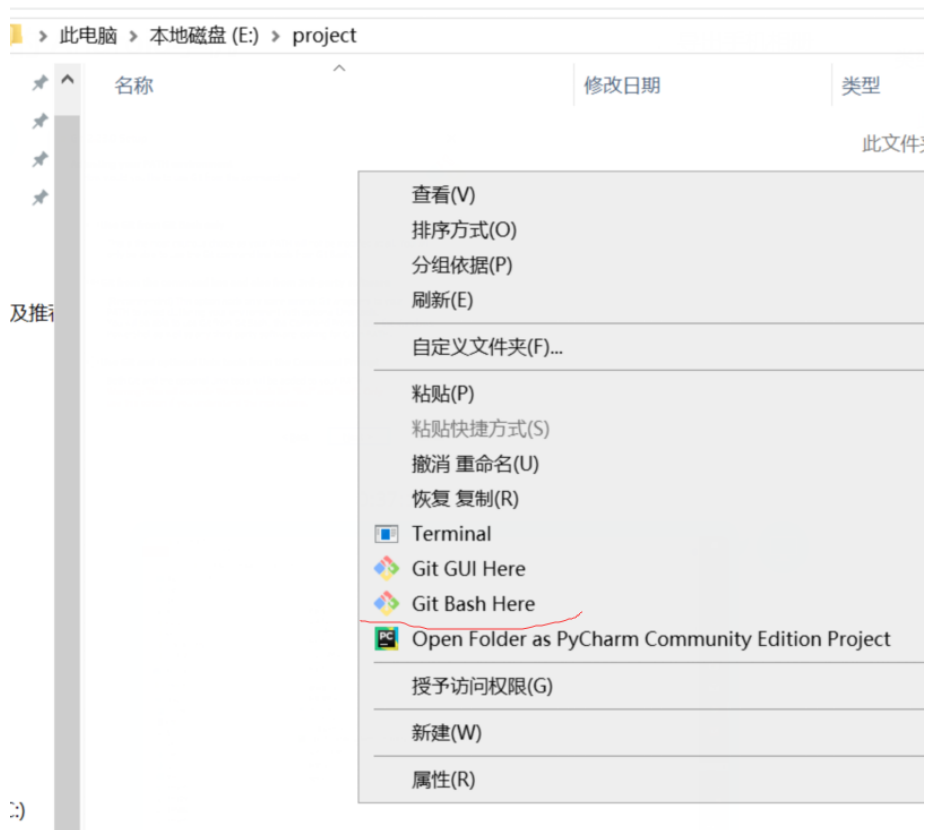 此电脑 > 本地磁盘 (E:) > project
名称 修改日期 类型
此文件
查看(V)
排序方式(O)
分组依据(P)
刷新(E)
及推
自定义文件夹(F)...
粘贴(P)
粘贴快捷方式(S)
撤消 重命名(U)
恢复 复制(R)
Terminal
Git GUI Here
Git Bash Here
PC Open Folder as PyCharm Community Edition Project
授予访问权限(G)
新建(W)
属性(R)
:)